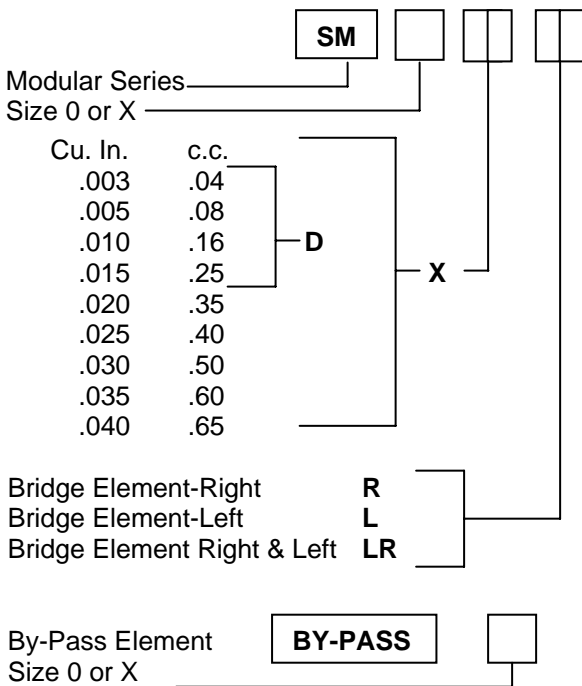 SM
Modular Series
Size 0 or X
Cu. In. c.c.
.003 .04
.005 .08
.010 .16
D
.015 .25
X
.020 .35
.025 .40
.030 .50
.035 .60
.040 .65
Bridge Element-Right R
Bridge Element-Left L
Bridge Element Right & Left LR
By-Pass Element BY-PASS
Size 0 or X